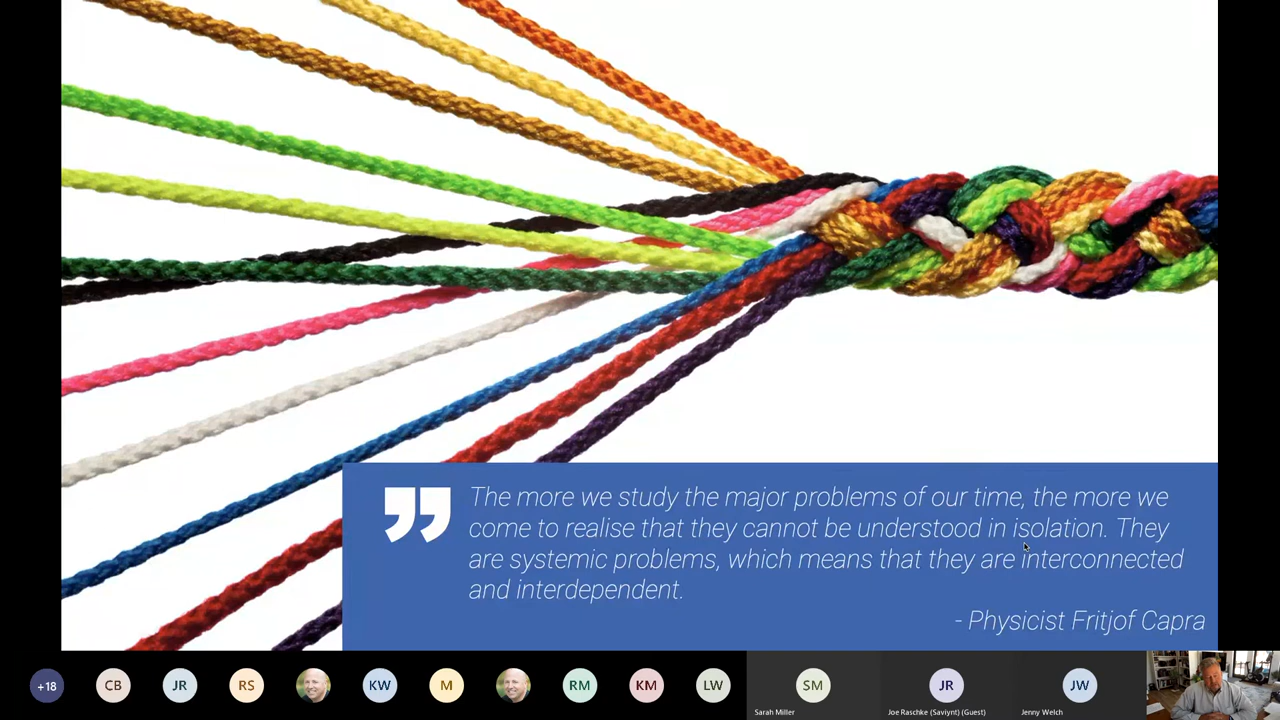 The more we study the major problems of our time, the more we
come to realise that they cannot be understood in isolation. They
are systemic problems, which means that they are interconnected
and interdependent.
- Physicist Fritjof Capra
+18
CB
JR
RS
KW
M
RM
KM
LW
SM
JR
JW
Sarah Miller
Joe Raschke (Saviynt) (Guest)
Jenny Welch